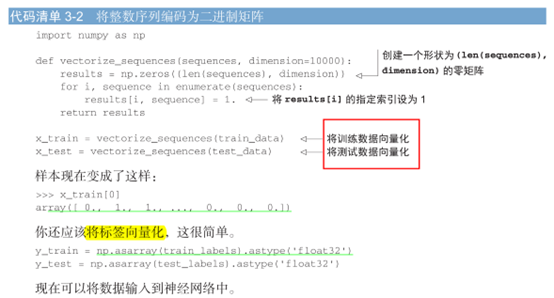 代码清单 3-2 将整数序列编码为二进制矩阵
import numpy as np
def vectorize_sequences(sequences, dimension=10000):
创建一个形状为 (len(sequences),
dimension) 的零矩阵
results = np.zeros((len(sequences), dimension))
for i, sequence in enumerate(sequences):
results[i, sequence] = 1. 将 results[i] 的指定索引设为 1
return results
x_train = vectorize_sequences(train_data) 将训练数据向量化
x_test = vectorize_sequences(test_data) 将测试数据向量化
样本现在变成了这样：
>>> x_train[0]
array([ 0., 1., 1., ..., 0., 0., 0.])
你还应该将标签向量化，这很简单。
y_train = np.asarray(train_labels).astype('float32')
y_test = np.asarray(test_labels).astype('float32')
现在可以将数据输入到神经网络中。